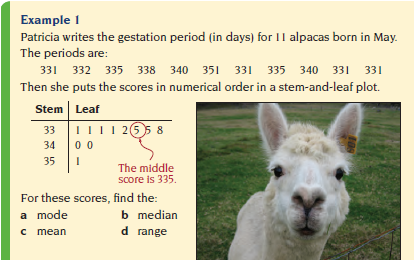 Example 1
Patricia writes the gestation period (in days) for 11 alpacas born in May.
The periods are:
331 332 335 338 340 351 331 335 340 331 331
Then she puts the scores in numerical order in a stem-and-leaf plot.
Stem Leaf
33 1 1 1 1 2 5 5 8
34 0 0
35 1
The middle
score is 335.
For these scores, find the:
a mode b median
c mean d range